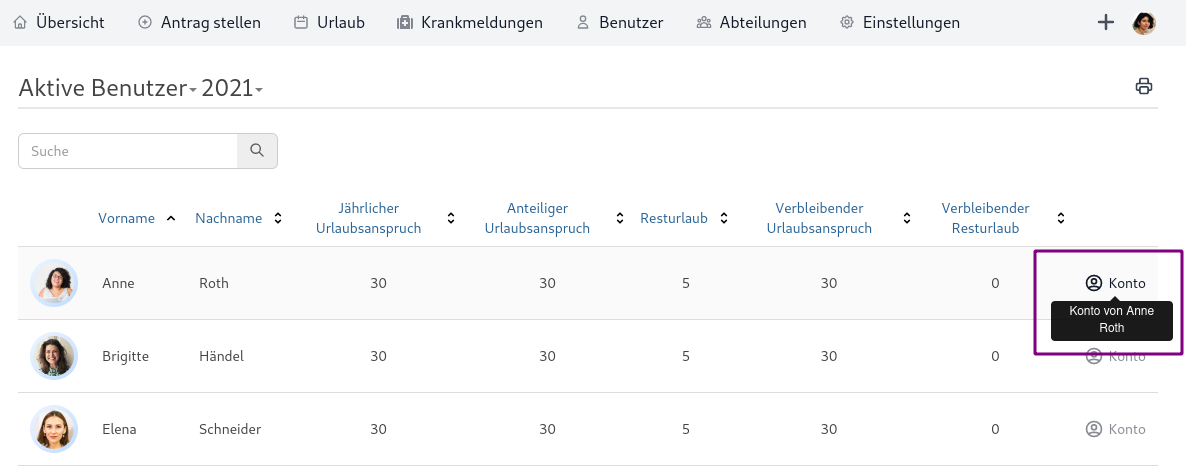 Übersicht Antrag stellen Urlaub Krankmeldungen Benutzer Abteilungen Einstellungen
Aktive Benutzer 2021
Suche
Vorname Nachname Jährlicher Urlaubsanspruch Anteiliger Urlaubsanspruch Resturlaub Verbleibender Urlaubsanspruch Verbleibender Resturlaub
Anne Roth 30 30 5 30 0 Konto
Konto von Anne
Roth
Brigitte Händel 30 30 5 30 0 Konto
Elena Schneider 30 30 5 30 0 Konto